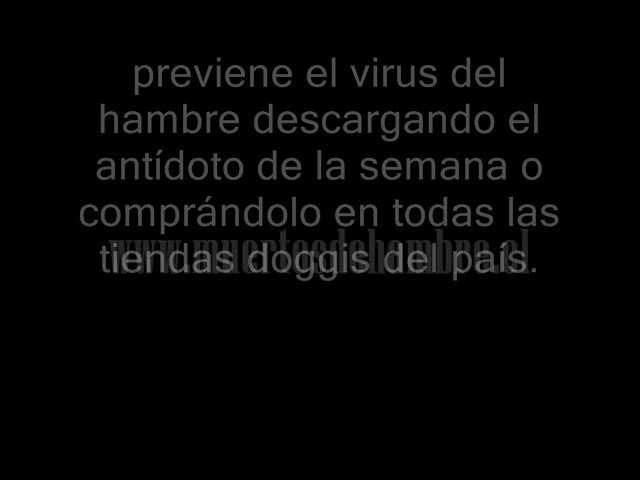 previene el virus del
hambre descargando el
antídoto de la semana o
comprándolo en todas las
tiendas doggis del país.
www.muertosdehambre.cl